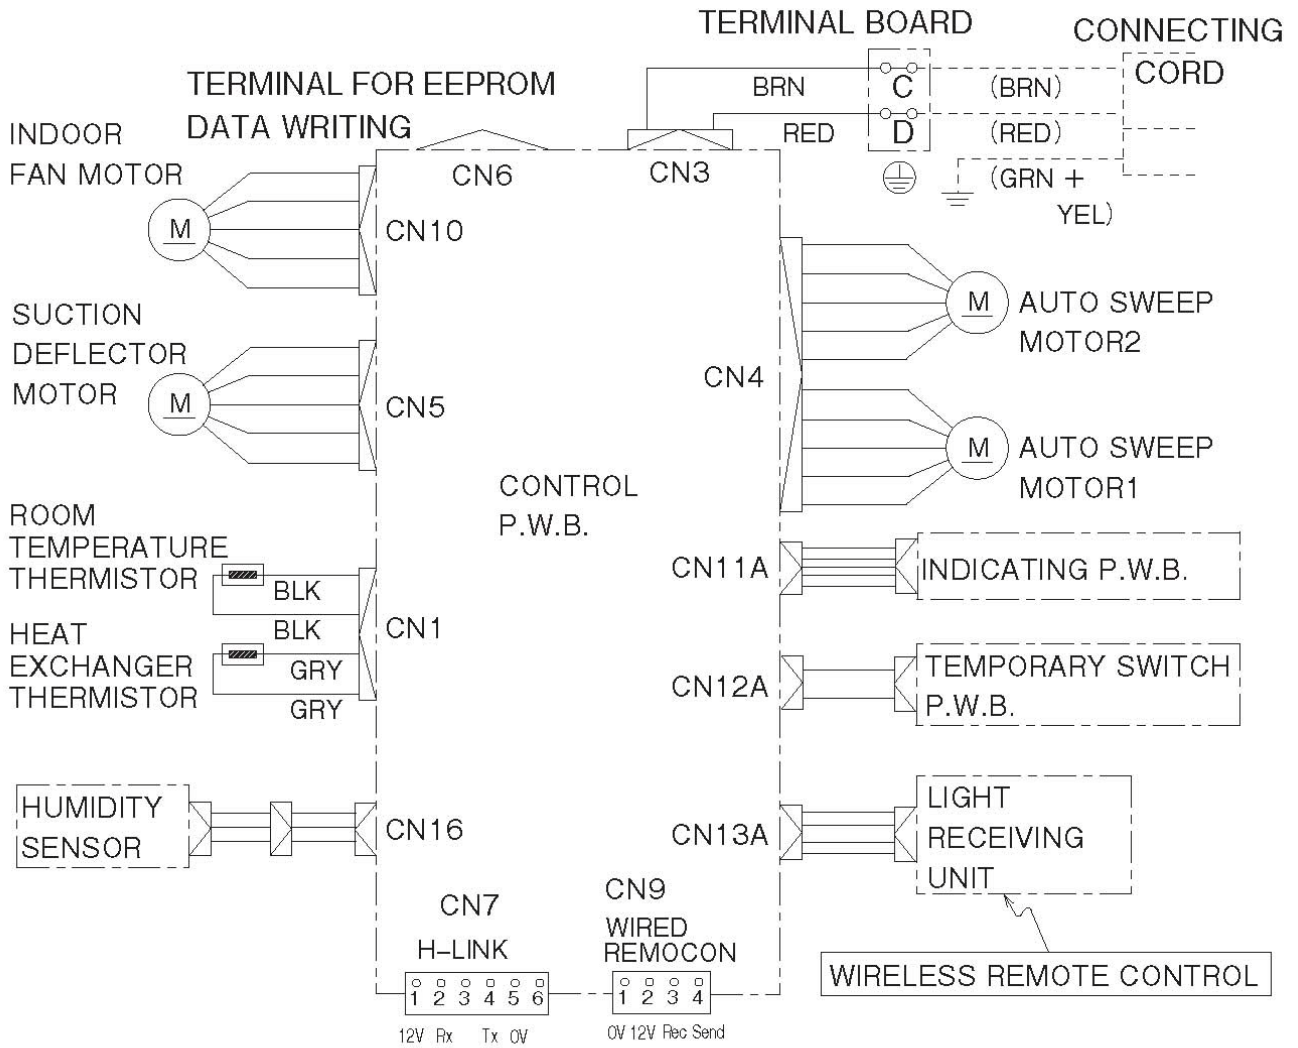 TERMINAL BOARD
CONNECTING
CORD
TERMINAL FOR EEPROM
DATA WRITING
BRN
C
(BRN)
RED
D
(RED)
(GRN +
YEL)
INDOOR
FAN MOTOR
M
CN6
CN3
CN10
SUCTION
DEFLECTOR
MOTOR
M
CN5
CN4
M
AUTO SWEEP
MOTOR2
M
AUTO SWEEP
MOTOR1
CONTROL
P.W.B.
ROOM
TEMPERATURE
THERMISTOR
BLK
BLK
HEAT
EXCHANGER
THERMISTOR
GRY
GRY
CN1
CN11A
INDICATING P.W.B.
CN12A
TEMPORARY SWITCH
P.W.B.
HUMIDITY
SENSOR
CN16
CN13A
LIGHT
RECEIVING
UNIT
WIRELESS REMOTE CONTROL
CN7
H-LINK
1 2 3 4 5 6
12V Rx Tx 0V
CN9
WIRED
REMOCON
1 2 3 4
0V 12V Rec Send